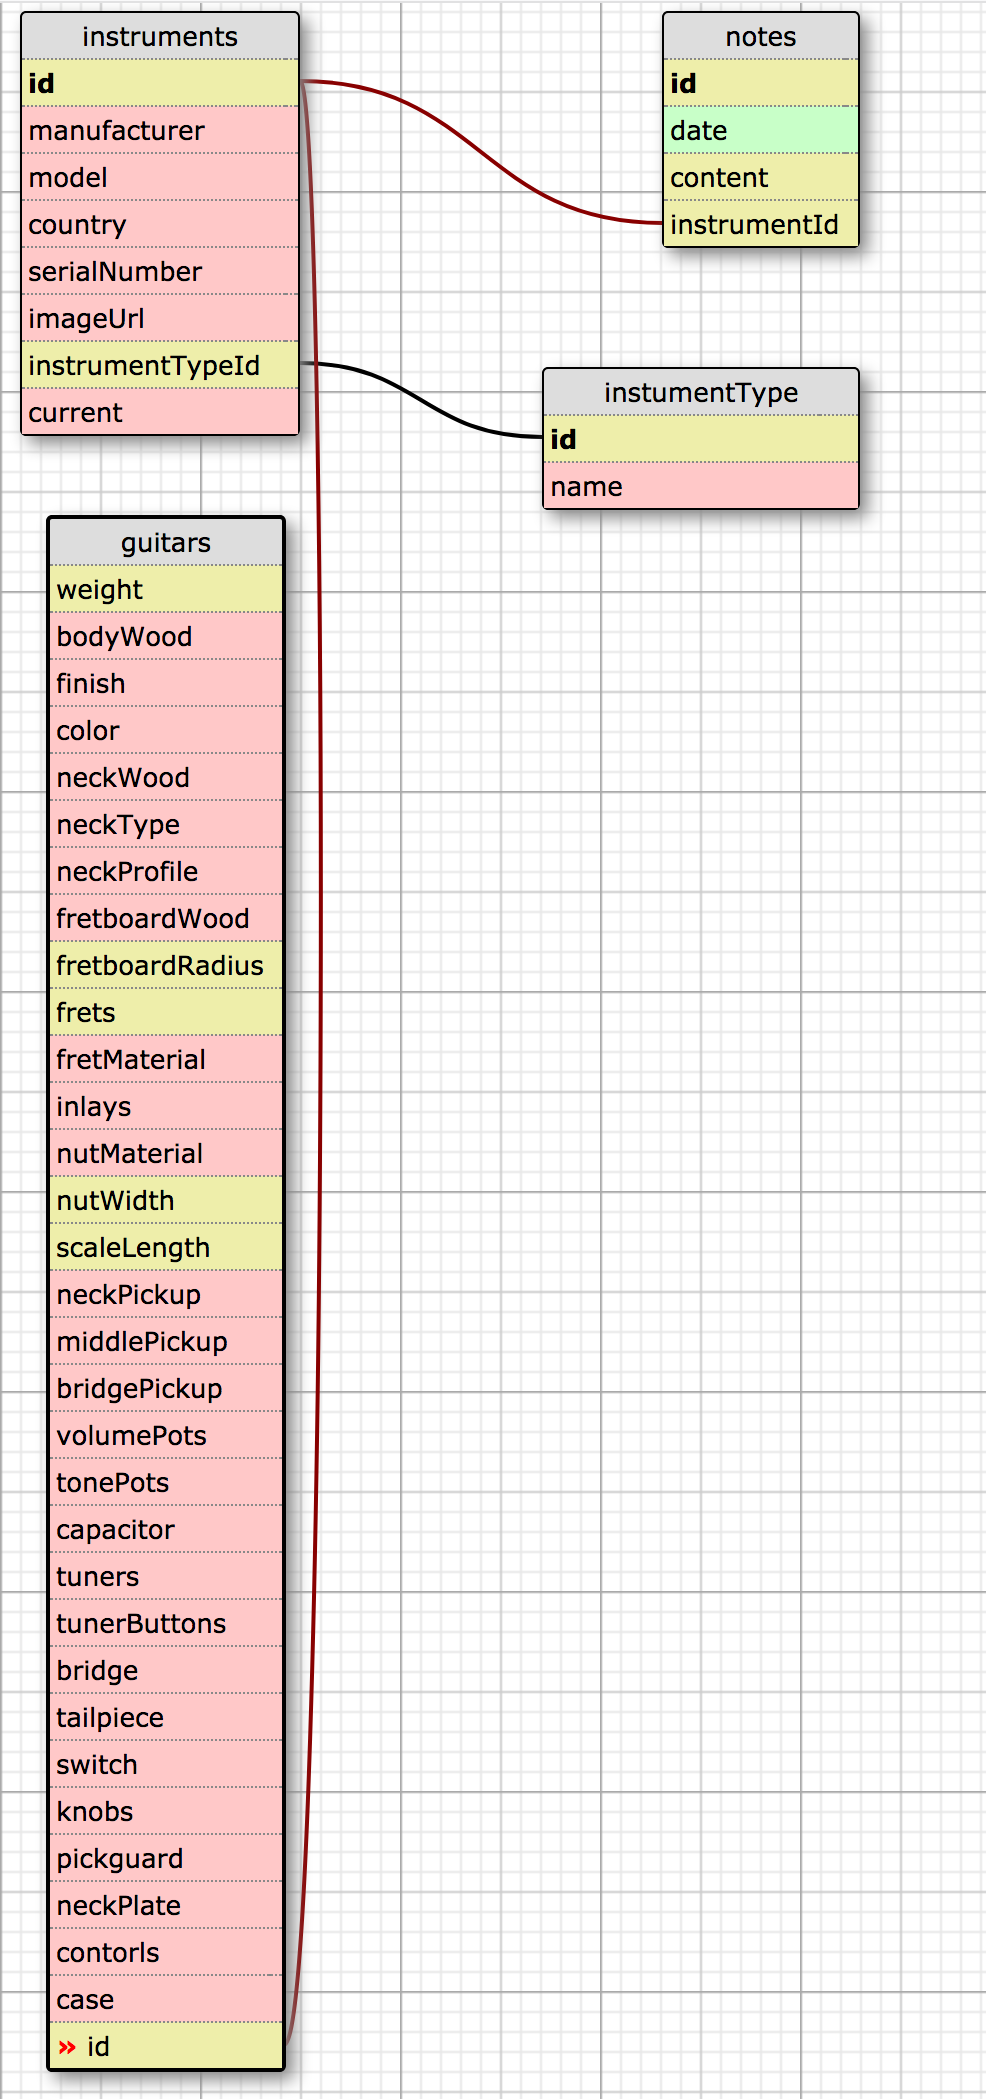 instruments
id
manufacturer
model
country
serialNumber
imageUrl
instrumentTypeId
current
notes
id
date
content
instrumentId
instumentType
id
name
guitars
weight
bodyWood
finish
color
neckWood
neckType
neckProfile
fretboardWood
fretboardRadius
frets
fretMaterial
inlays
nutMaterial
nutWidth
scaleLength
neckPickup
middlePickup
bridgePickup
volumePots
tonePots
capacitor
tuners
tunerButtons
bridge
tailpiece
switch
knobs
pickguard
neckPlate
contorls
case
» id